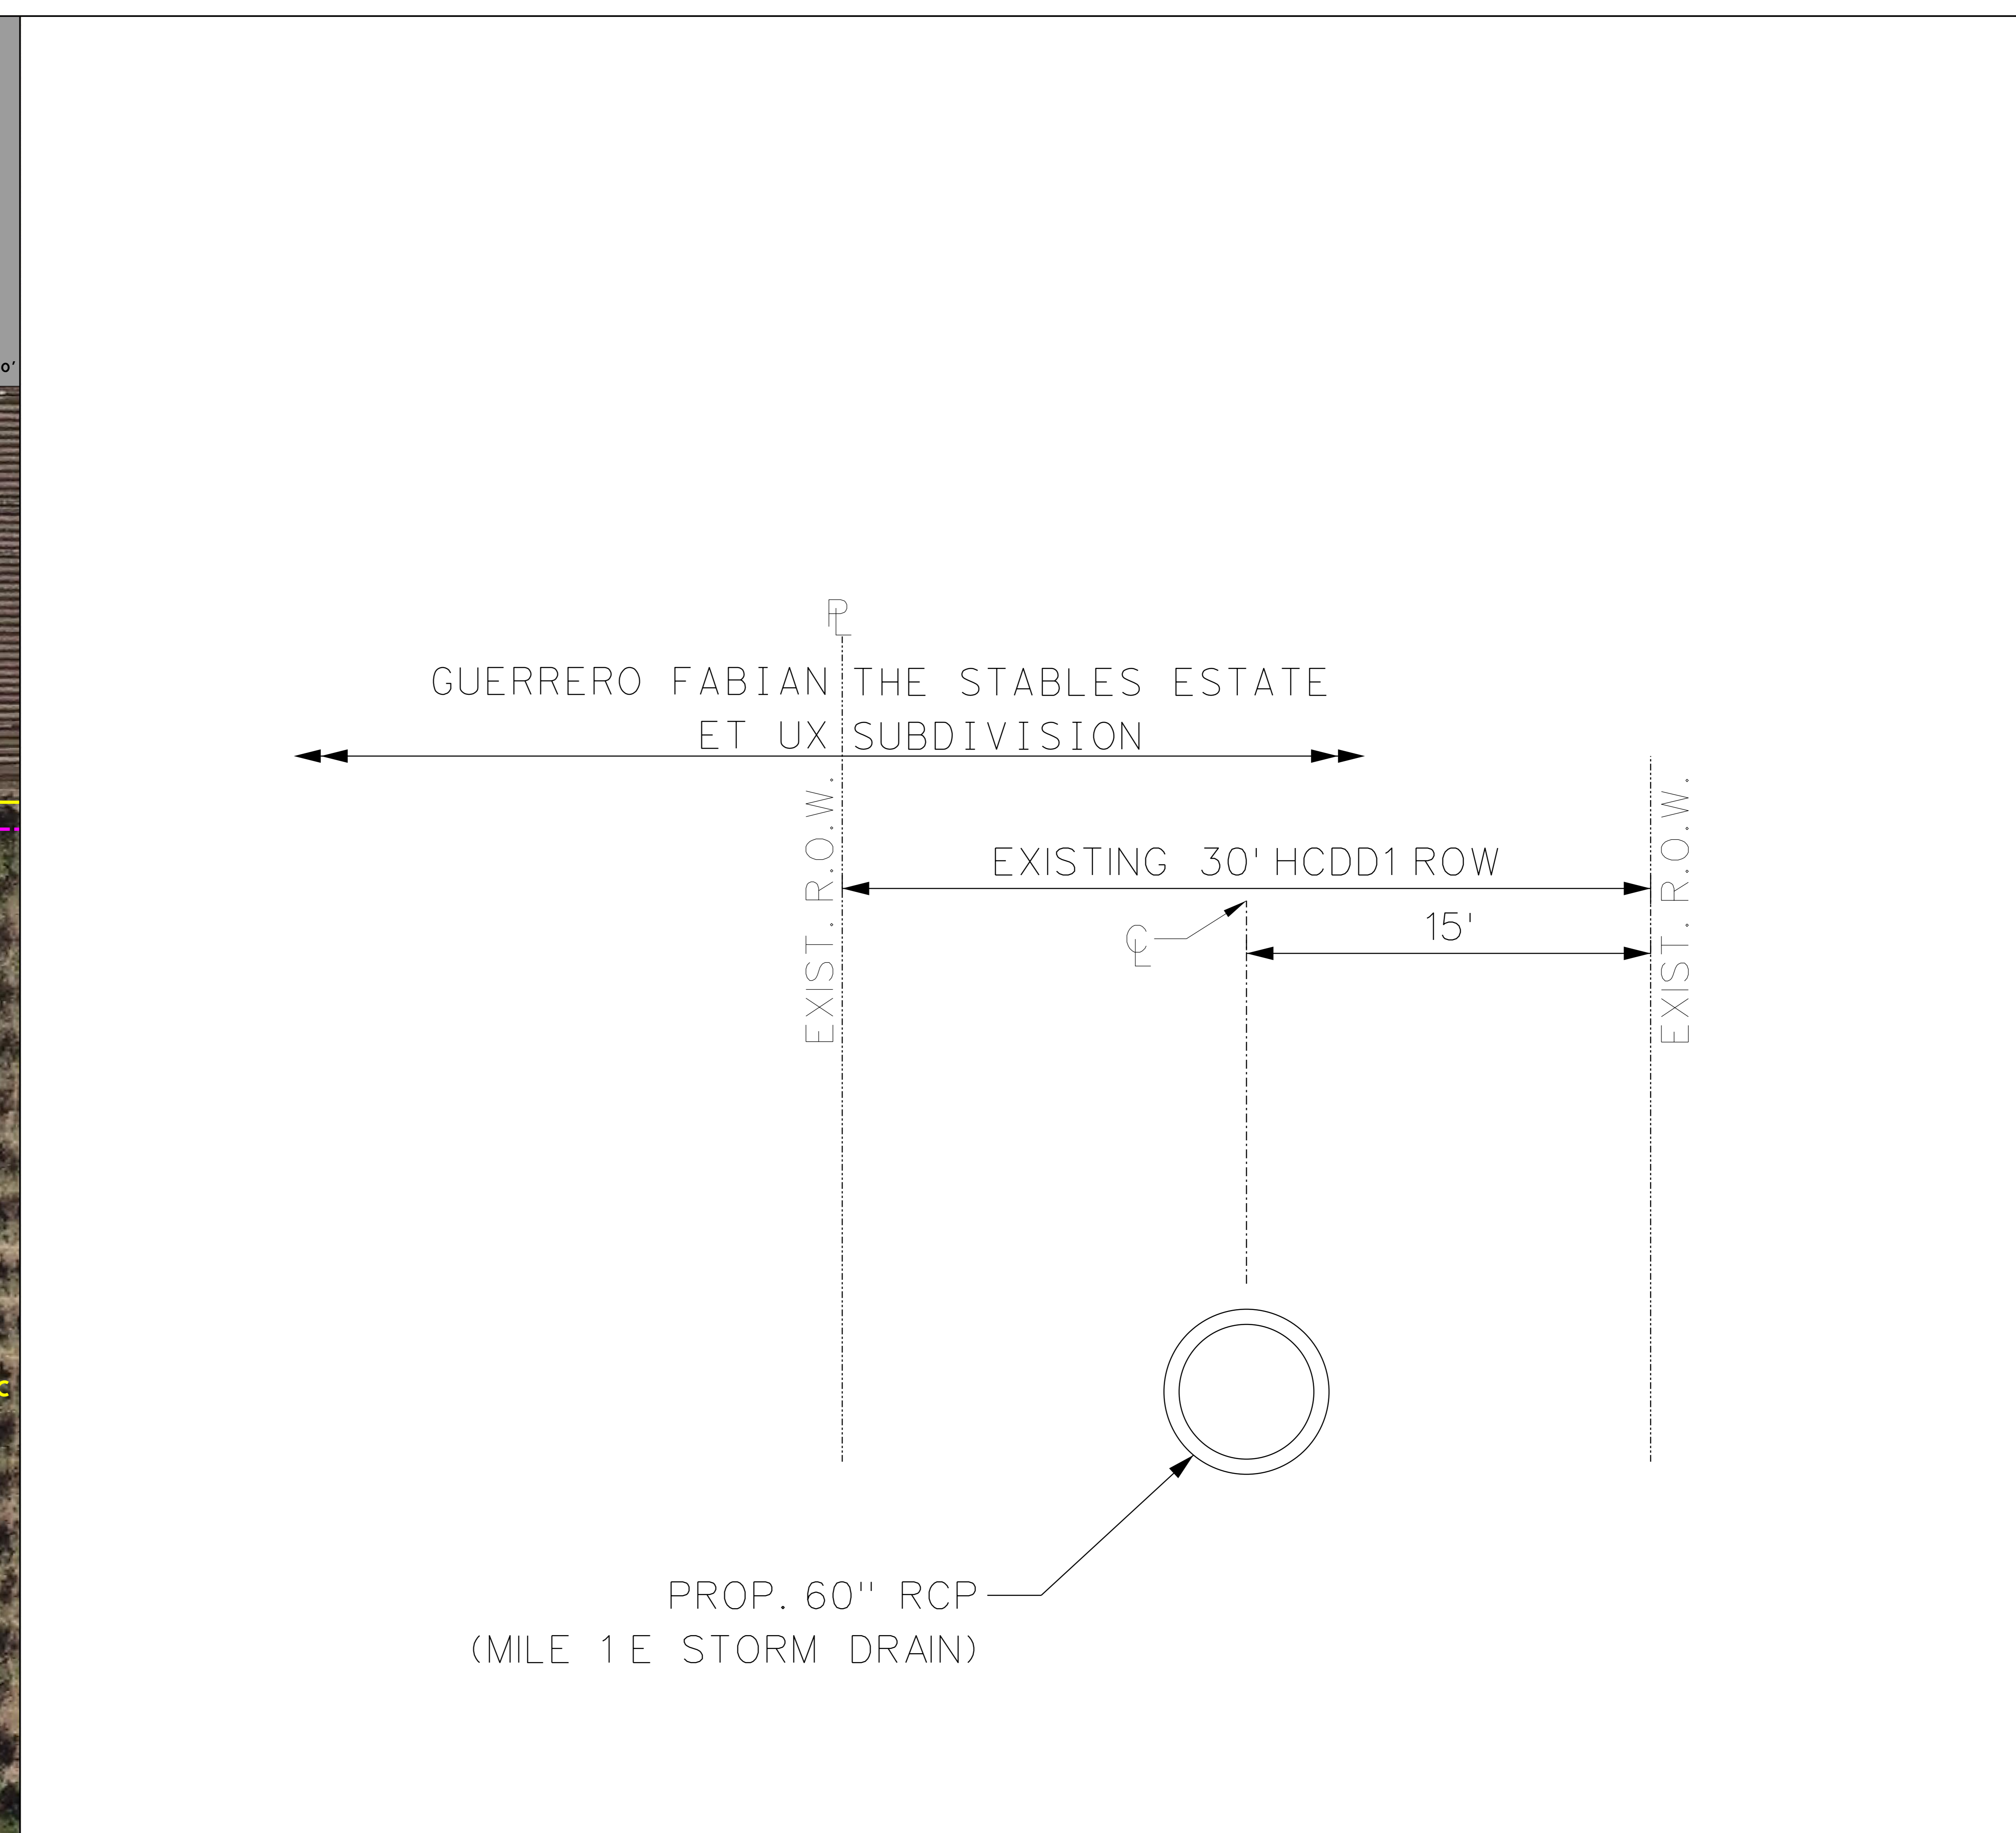 0'
PL
GUERRERO FABIAN
ET UX
THE STABLES ESTATE
SUBDIVISION
EXIST. R.O.W.
EXISTING 30' HCDD1 ROW
CL
15'
EXIST. R.O.W.
C
PROP. 60" RCP
(MILE 1 E STORM DRAIN)